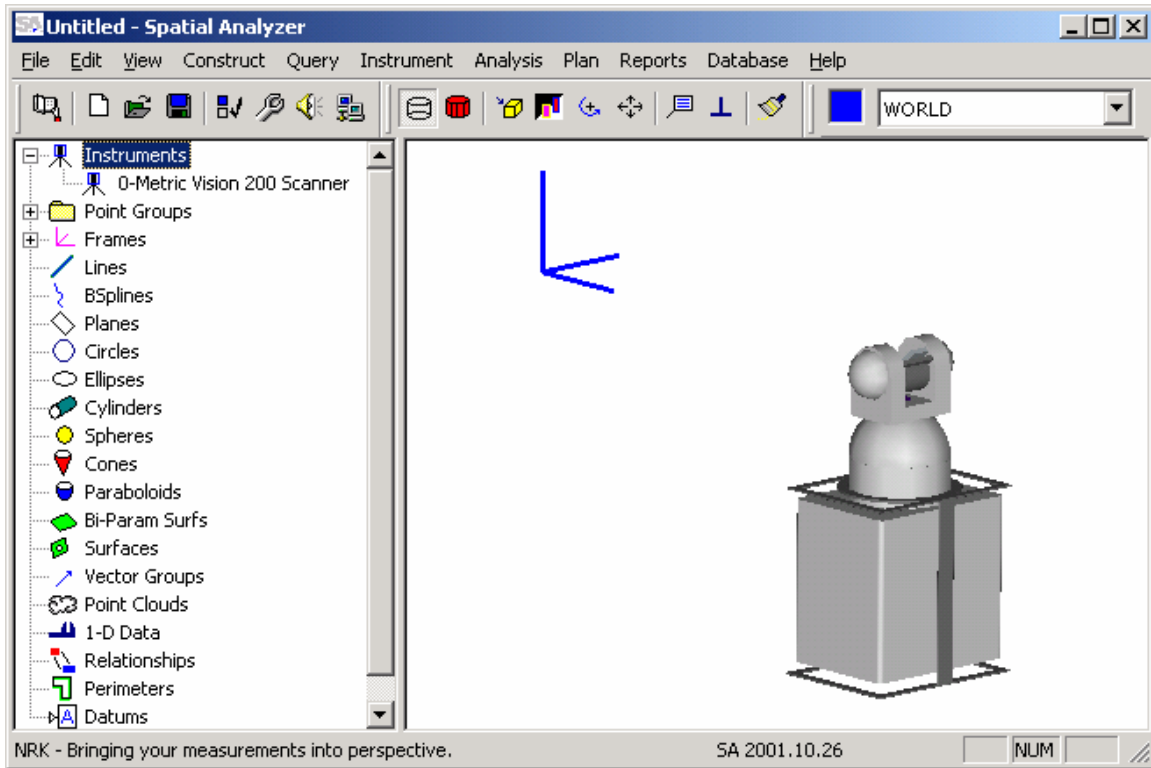 SA Untitled - Spatial Analyzer
File Edit View Construct Query Instrument Analysis Plan Reports Database Help
WORLD
Instruments
0-Metric Vision 200 Scanner
Point Groups
Frames
Lines
BSplines
Planes
Circles
Ellipses
Cylinders
Spheres
Cones
Paraboloids
Bi-Param Surfs
Surfaces
Vector Groups
Point Clouds
1-D Data
Relationships
Perimeters
A Datums
NRK - Bringing your measurements into perspective. SA 2001.10.26 NUM